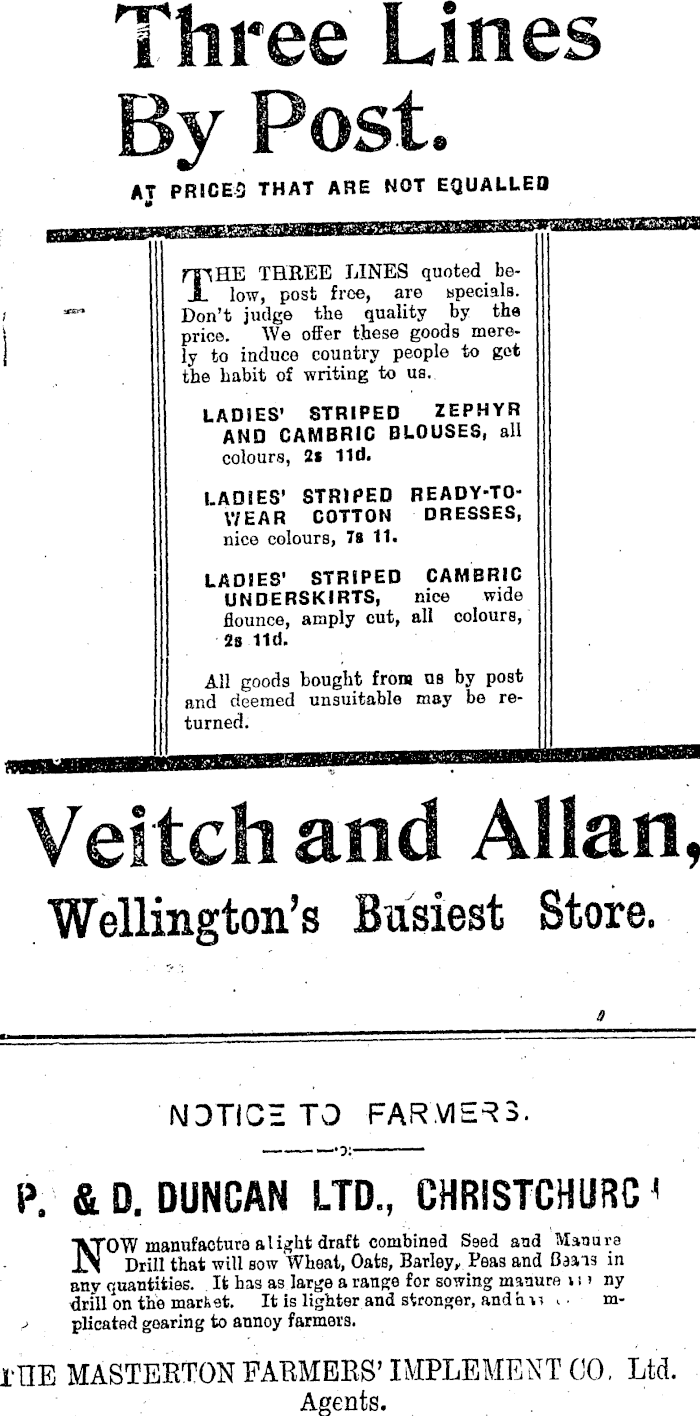 Three Lines
By Post.
AT PRICES THAT ARE NOT EQUALLED
THE THREE LINES quoted be-
low, post free, are specials.
Don't judge the quality by the
price. We offer these goods mere-
ly to induce country people to get
the habit of writing to us.
LADIES' STRIPED ZEPHYR
AND CAMBRIC BLOUSES, all
colours, 2s 11d.
LADIES' STRIPED READY-TO-
WEAR COTTON DRESSES,
nice colours, 7s 11.
LADIES' STRIPED CAMBRIC
UNDERSKIRTS, nice wide
flounce, amply cut, all colours,
2s 11d.
All goods bought from us by post
and deemed unsuitable may be re-
turned.
Veitch and Allan,
Wellington's Busiest Store.
NOTICE TO FARMERS.
P. & D. DUNCAN LTD., CHRISTCHURCH
NOW manufacture a light draft combined Seed and Manure
Drill that will sow Wheat, Oats, Barley, Peas and Beans in
any quantities. It has as large a range for sowing manure ny
drill on the market. It is lighter and stronger, and m-
plicated gearing to annoy farmers.
THE MASTERTON FARMERS' IMPLEMENT CO. Ltd.
Agents.